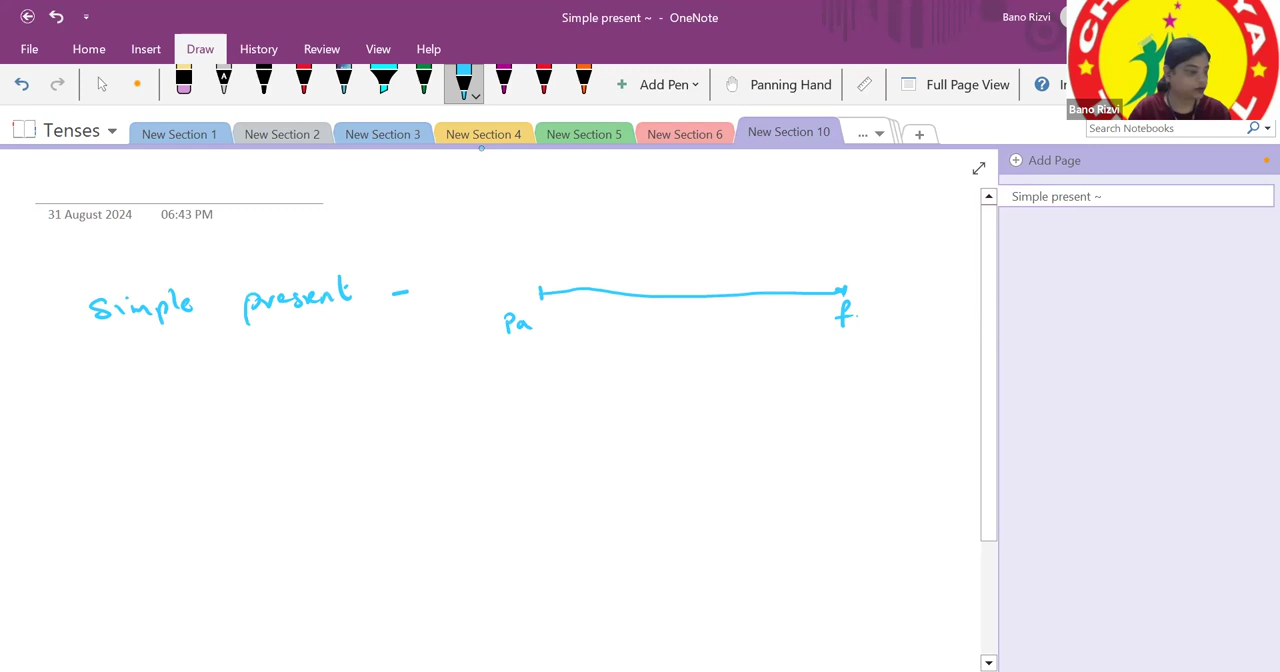 Simple present ~ - OneNote
Bano Rizvi
File Home Insert Draw History Review View Help
Add Pen Panning Hand Full Page View
Bano Rizvi
Tenses New Section 1 New Section 2 New Section 3 New Section 4 New Section 5 New Section 6 New Section 10 ... Search Notebooks
Add Page
Simple present ~
31 August 2024 06:43 PM
Simple present -
Pa f.